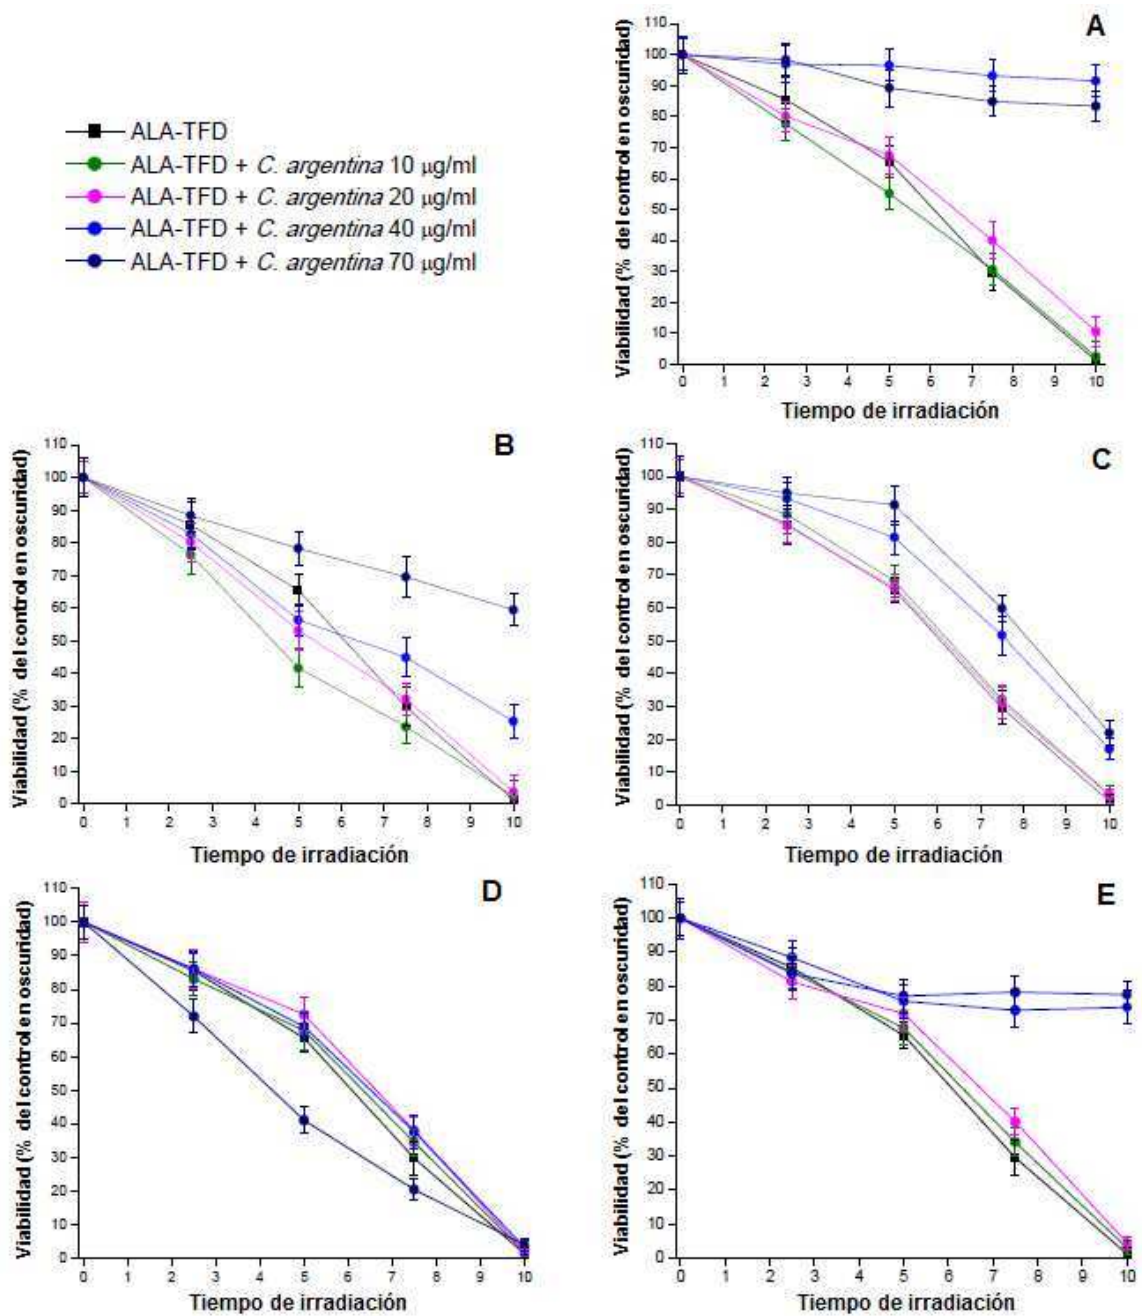 A
110
100
90
80
70
60
50
40
30
20
10
0
0 1 2 3 4 5 6 7 8 9 10
Viabilidad (% del control en oscuridad)
Tiempo de irradiación
ALA-TFD
ALA-TFD + C. argentina 10 µg/ml
ALA-TFD + C. argentina 20 µg/ml
ALA-TFD + C. argentina 40 µg/ml
ALA-TFD + C. argentina 70 µg/ml
B
110
100
90
80
70
60
50
40
30
20
10
0
0 1 2 3 4 5 6 7 8 9 10
Viabilidad (% del control en oscuridad)
Tiempo de irradiación
C
110
100
90
80
70
60
50
40
30
20
10
0
0 1 2 3 4 5 6 7 8 9 10
Viabilidad (% del control en oscuridad)
Tiempo de irradiación
D
110
100
90
80
70
60
50
40
30
20
10
0
0 1 2 3 4 5 6 7 8 9 10
Viabilidad (% del control en oscuridad)
Tiempo de irradiación
E
110
100
90
80
70
60
50
40
30
20
10
0
0 1 2 3 4 5 6 7 8 9 10
Viabilidad (% del control en oscuridad)
Tiempo de irradiación